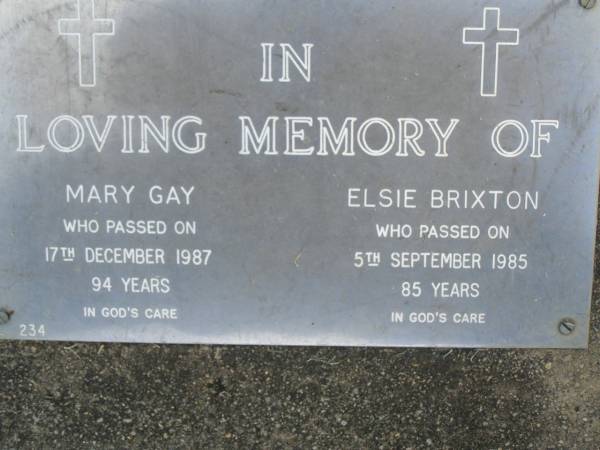 IN
LOVING MEMORY OF
MARY GAY
WHO PASSED ON
17TH DECEMBER 1987
94 YEARS
IN GOD'S CARE
234
ELSIE BRIXTON
WHO PASSED ON
5TH SEPTEMBER 1985
85 YEARS
IN GOD'S CARE